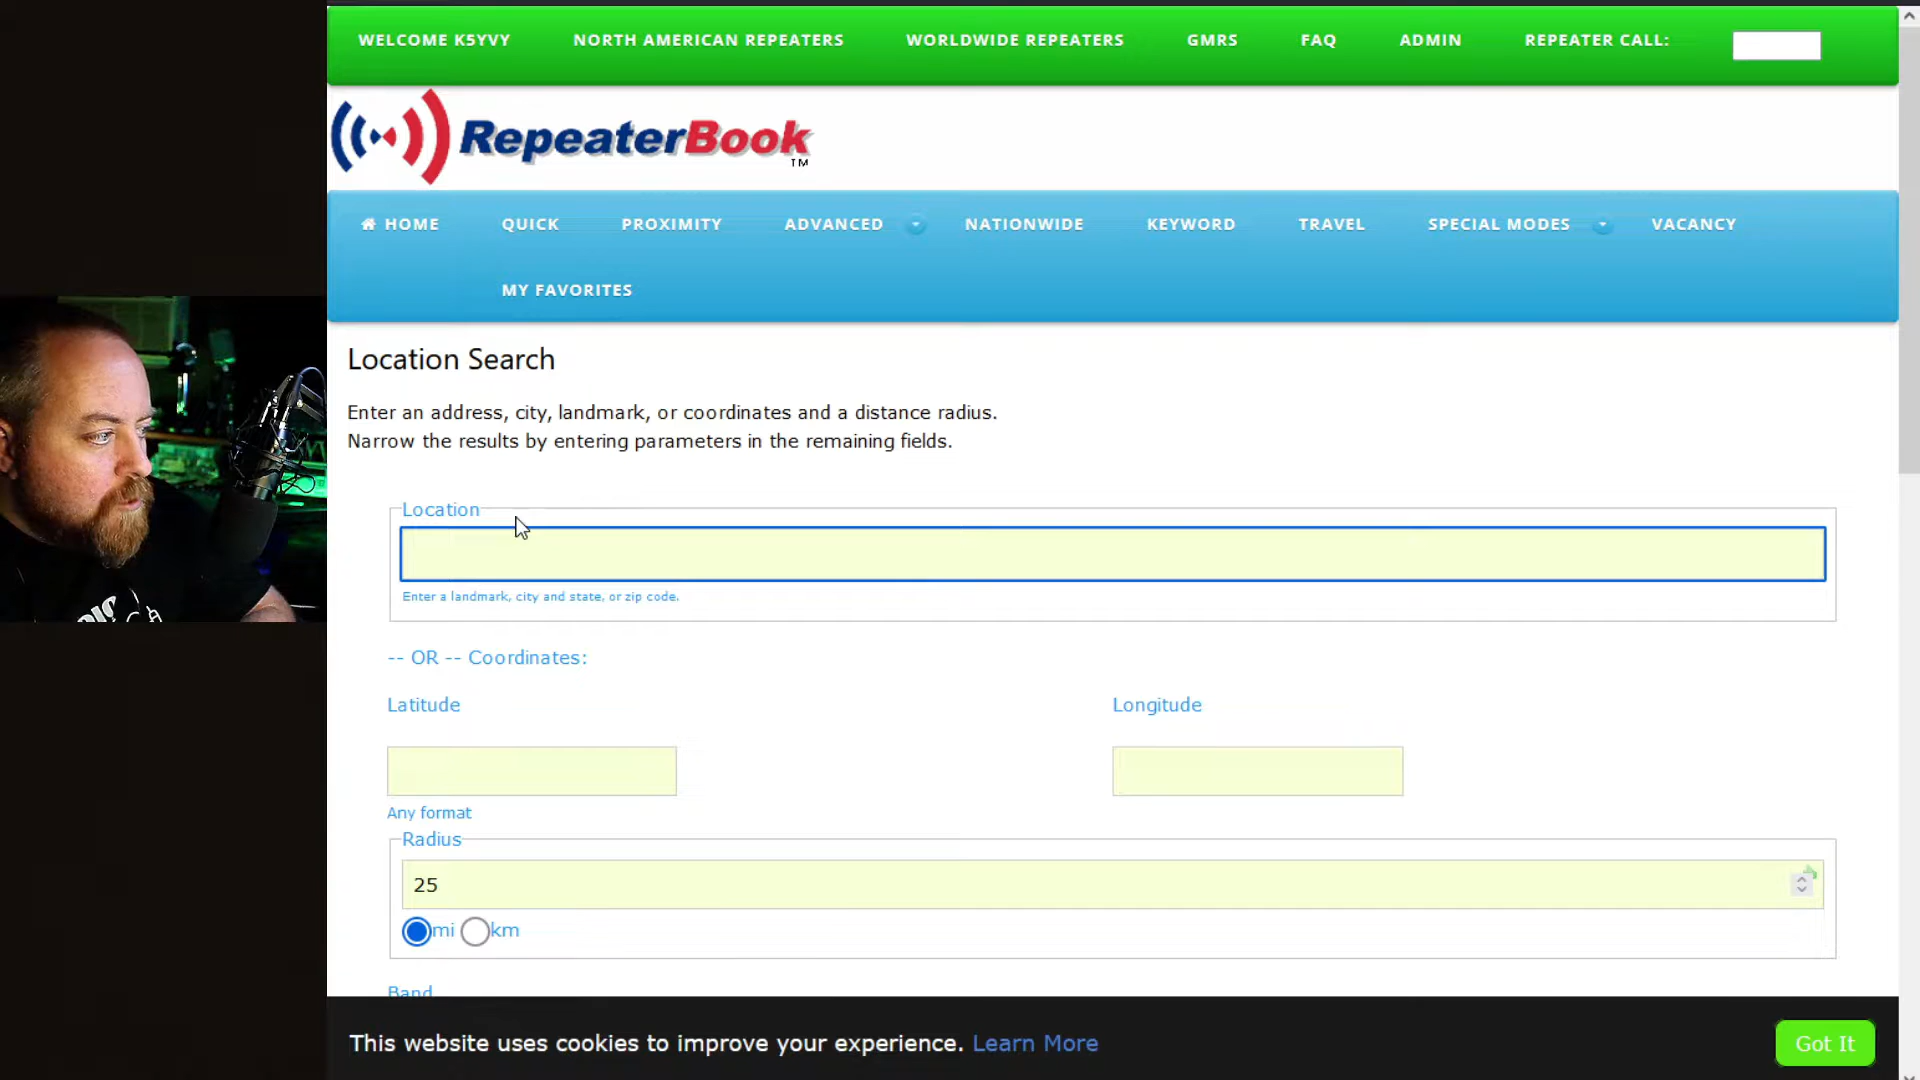 WELCOME K5YVY NORTH AMERICAN REPEATERS WORLDWIDE REPEATERS GMRS FAQ ADMIN REPEATER CALL:
RepeaterBook
TM
HOME QUICK PROXIMITY ADVANCED NATIONWIDE KEYWORD TRAVEL SPECIAL MODES VACANCY
MY FAVORITES
Location Search
Enter an address, city, landmark, or coordinates and a distance radius.
Narrow the results by entering parameters in the remaining fields.
Location
Enter a landmark, city and state, or zip code.
-- OR -- Coordinates:
Latitude Longitude
Any format
Radius
25
mi km
Band
This website uses cookies to improve your experience. Learn More Got It